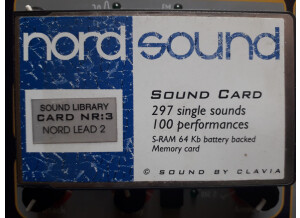 nord sound
SOUND LIBRARY
CARD NR:3
NORD LEAD 2
SOUND CARD
297 single sounds
100 performances
S-RAM 64 Kb battery backed
Memory card
© SOUND BY CLAVIA